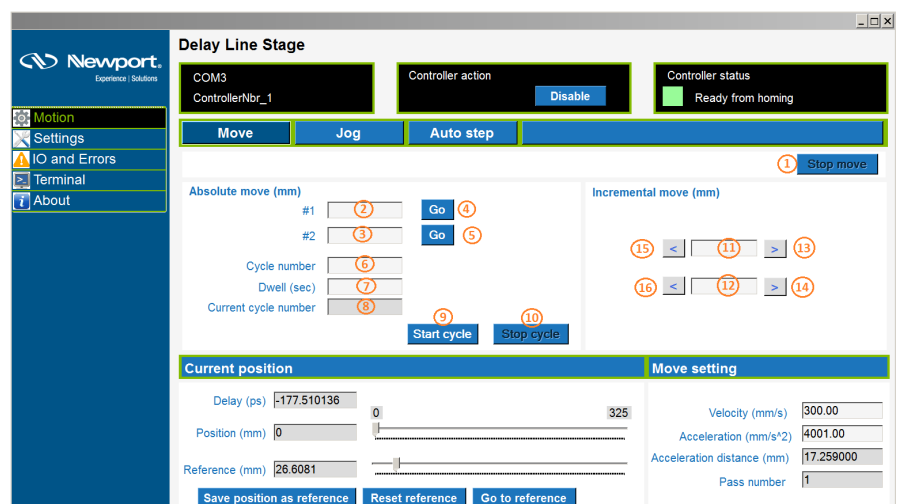 Newport.
Experience | Solutions
Motion
Settings
IO and Errors
Terminal
About
Delay Line Stage
COM3
ControllerNbr_1
Controller action
Disable
Controller status
Ready from homing
Move Jog Auto step
1 Stop move
Absolute move (mm)
#1 2 Go 4
#2 3 Go 5
Cycle number 6
Dwell (sec) 7
Current cycle number 8
9 10
Start cycle Stop cycle
Incremental move (mm)
15 < 11 > 13
16 < 12 > 14
Current position
Delay (ps) -177.510136
0 325
Position (mm) 0
Reference (mm) 26.6081
Save position as reference Reset reference Go to reference
Move setting
Velocity (mm/s) 300.00
Acceleration (mm/s^2) 4001.00
Acceleration distance (mm) 17.259000
Pass number 1